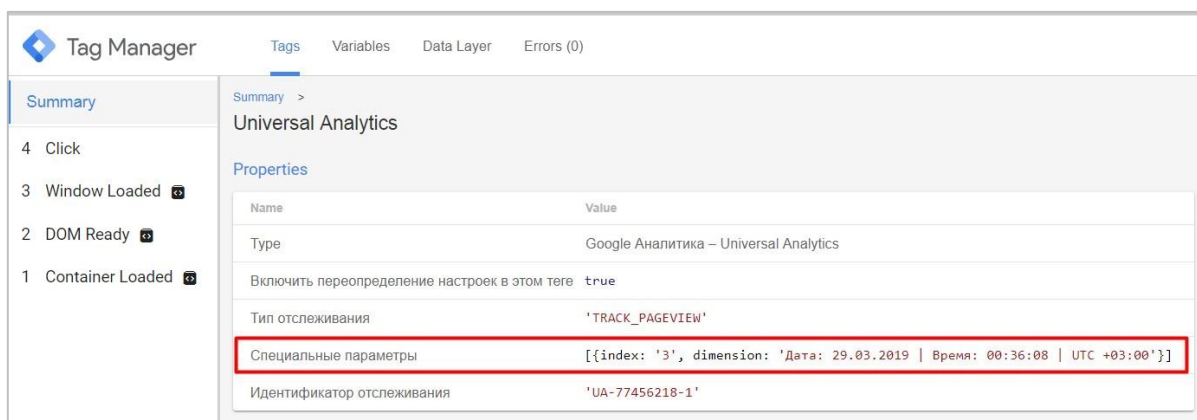 Tag Manager
Tags Variables Data Layer Errors (0)
Summary
4 Click
3 Window Loaded
2 DOM Ready
1 Container Loaded
Summary >
Universal Analytics
Properties
Name Value
Type Google Аналитика – Universal Analytics
Включить переопределение настроек в этом теге true
Тип отслеживания 'TRACK_PAGEVIEW'
Специальные параметры [{index: '3', dimension: 'Дата: 29.03.2019 | Время: 00:36:08 | UTC +03:00'}]
Идентификатор отслеживания 'UA-77456218-1'